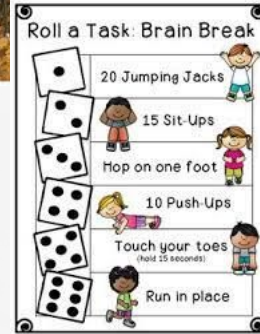 Roll a Task: Brain Break
20 Jumping Jacks
15 Sit-Ups
Hop on one foot
10 Push-Ups
Touch your toes
(hold 15 seconds)
Run in place